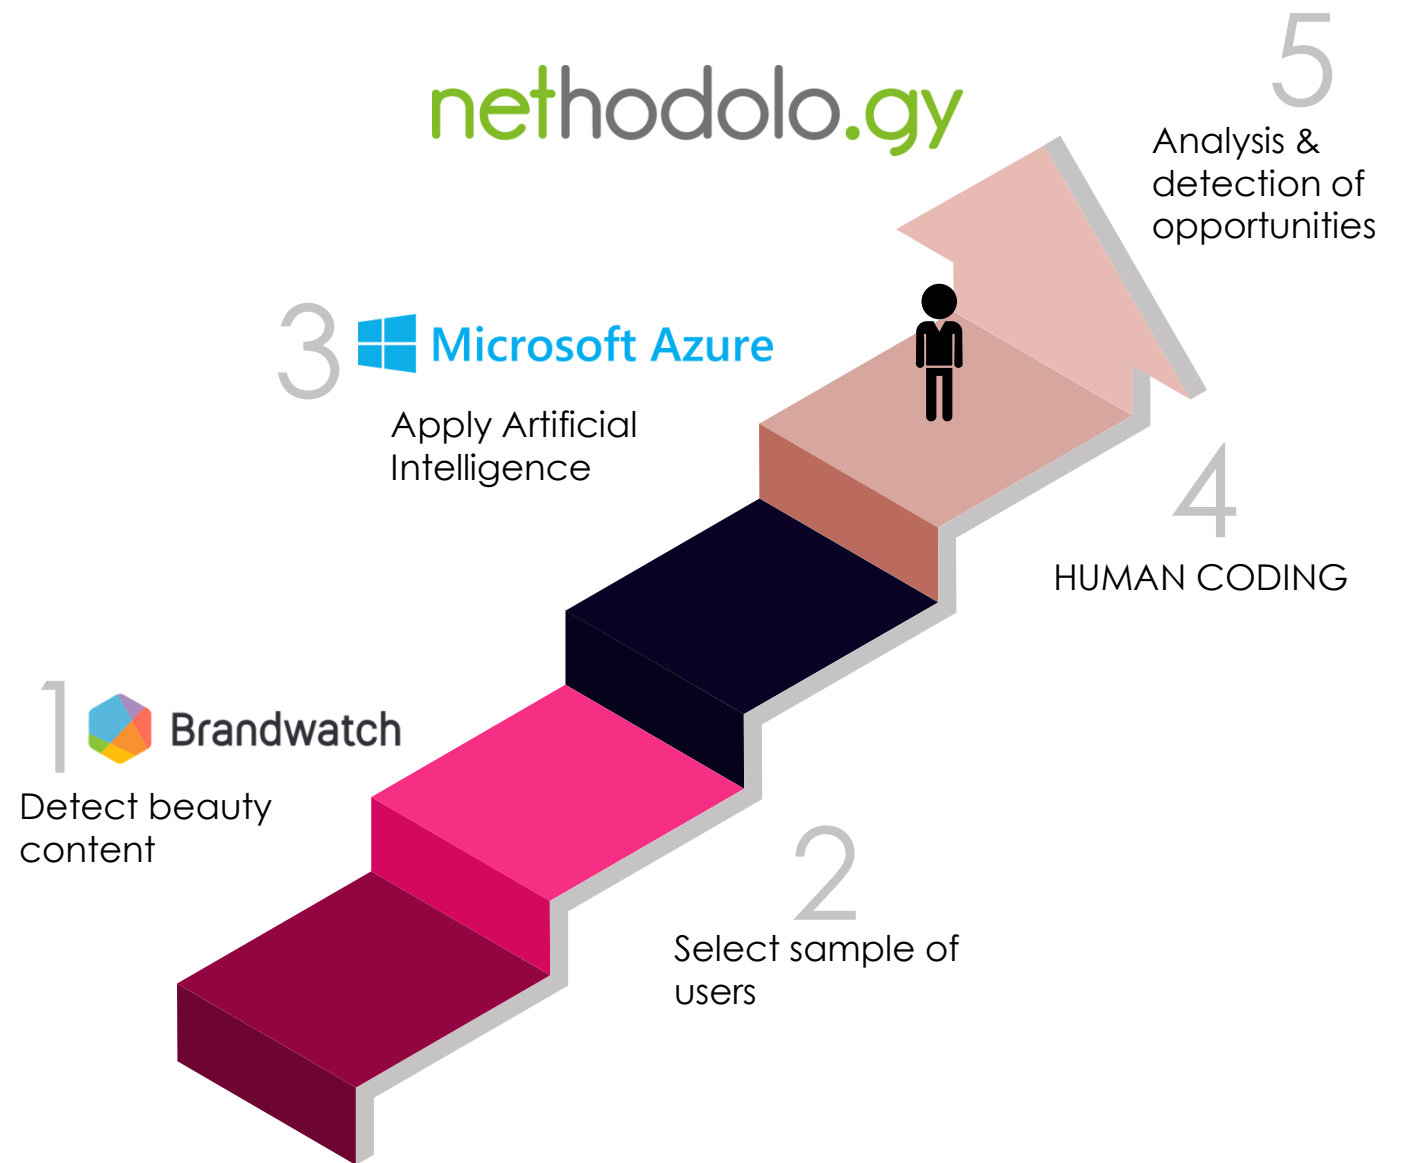 nethodolo.gy
1
Brandwatch
Detect beauty
content
2
Select sample of
users
3
Microsoft Azure
Apply Artificial
Intelligence
4
HUMAN CODING
5
Analysis &
detection of
opportunities